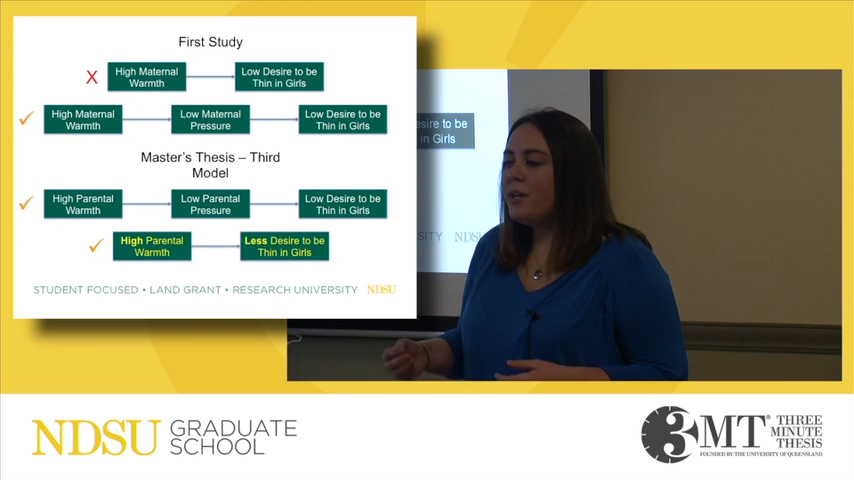 First Study
X
High Maternal
Warmth
Low Desire to be
Thin in Girls
High Maternal
Warmth
Low Maternal
Pressure
Low Desire to be
Thin in Girls
Master's Thesis – Third
Model
High Parental
Warmth
Low Parental
Pressure
Low Desire to be
Thin in Girls
High Parental
Warmth
Less Desire to be
Thin in Girls
STUDENT FOCUSED • LAND GRANT • RESEARCH UNIVERSITY NDSU
esire to be
in Girls
SITY NDS
NDSU GRADUATE
SCHOOL
3MT® THREE
MINUTE
THESIS
FOUNDED BY THE UNIVERSITY OF QUEENSLAND